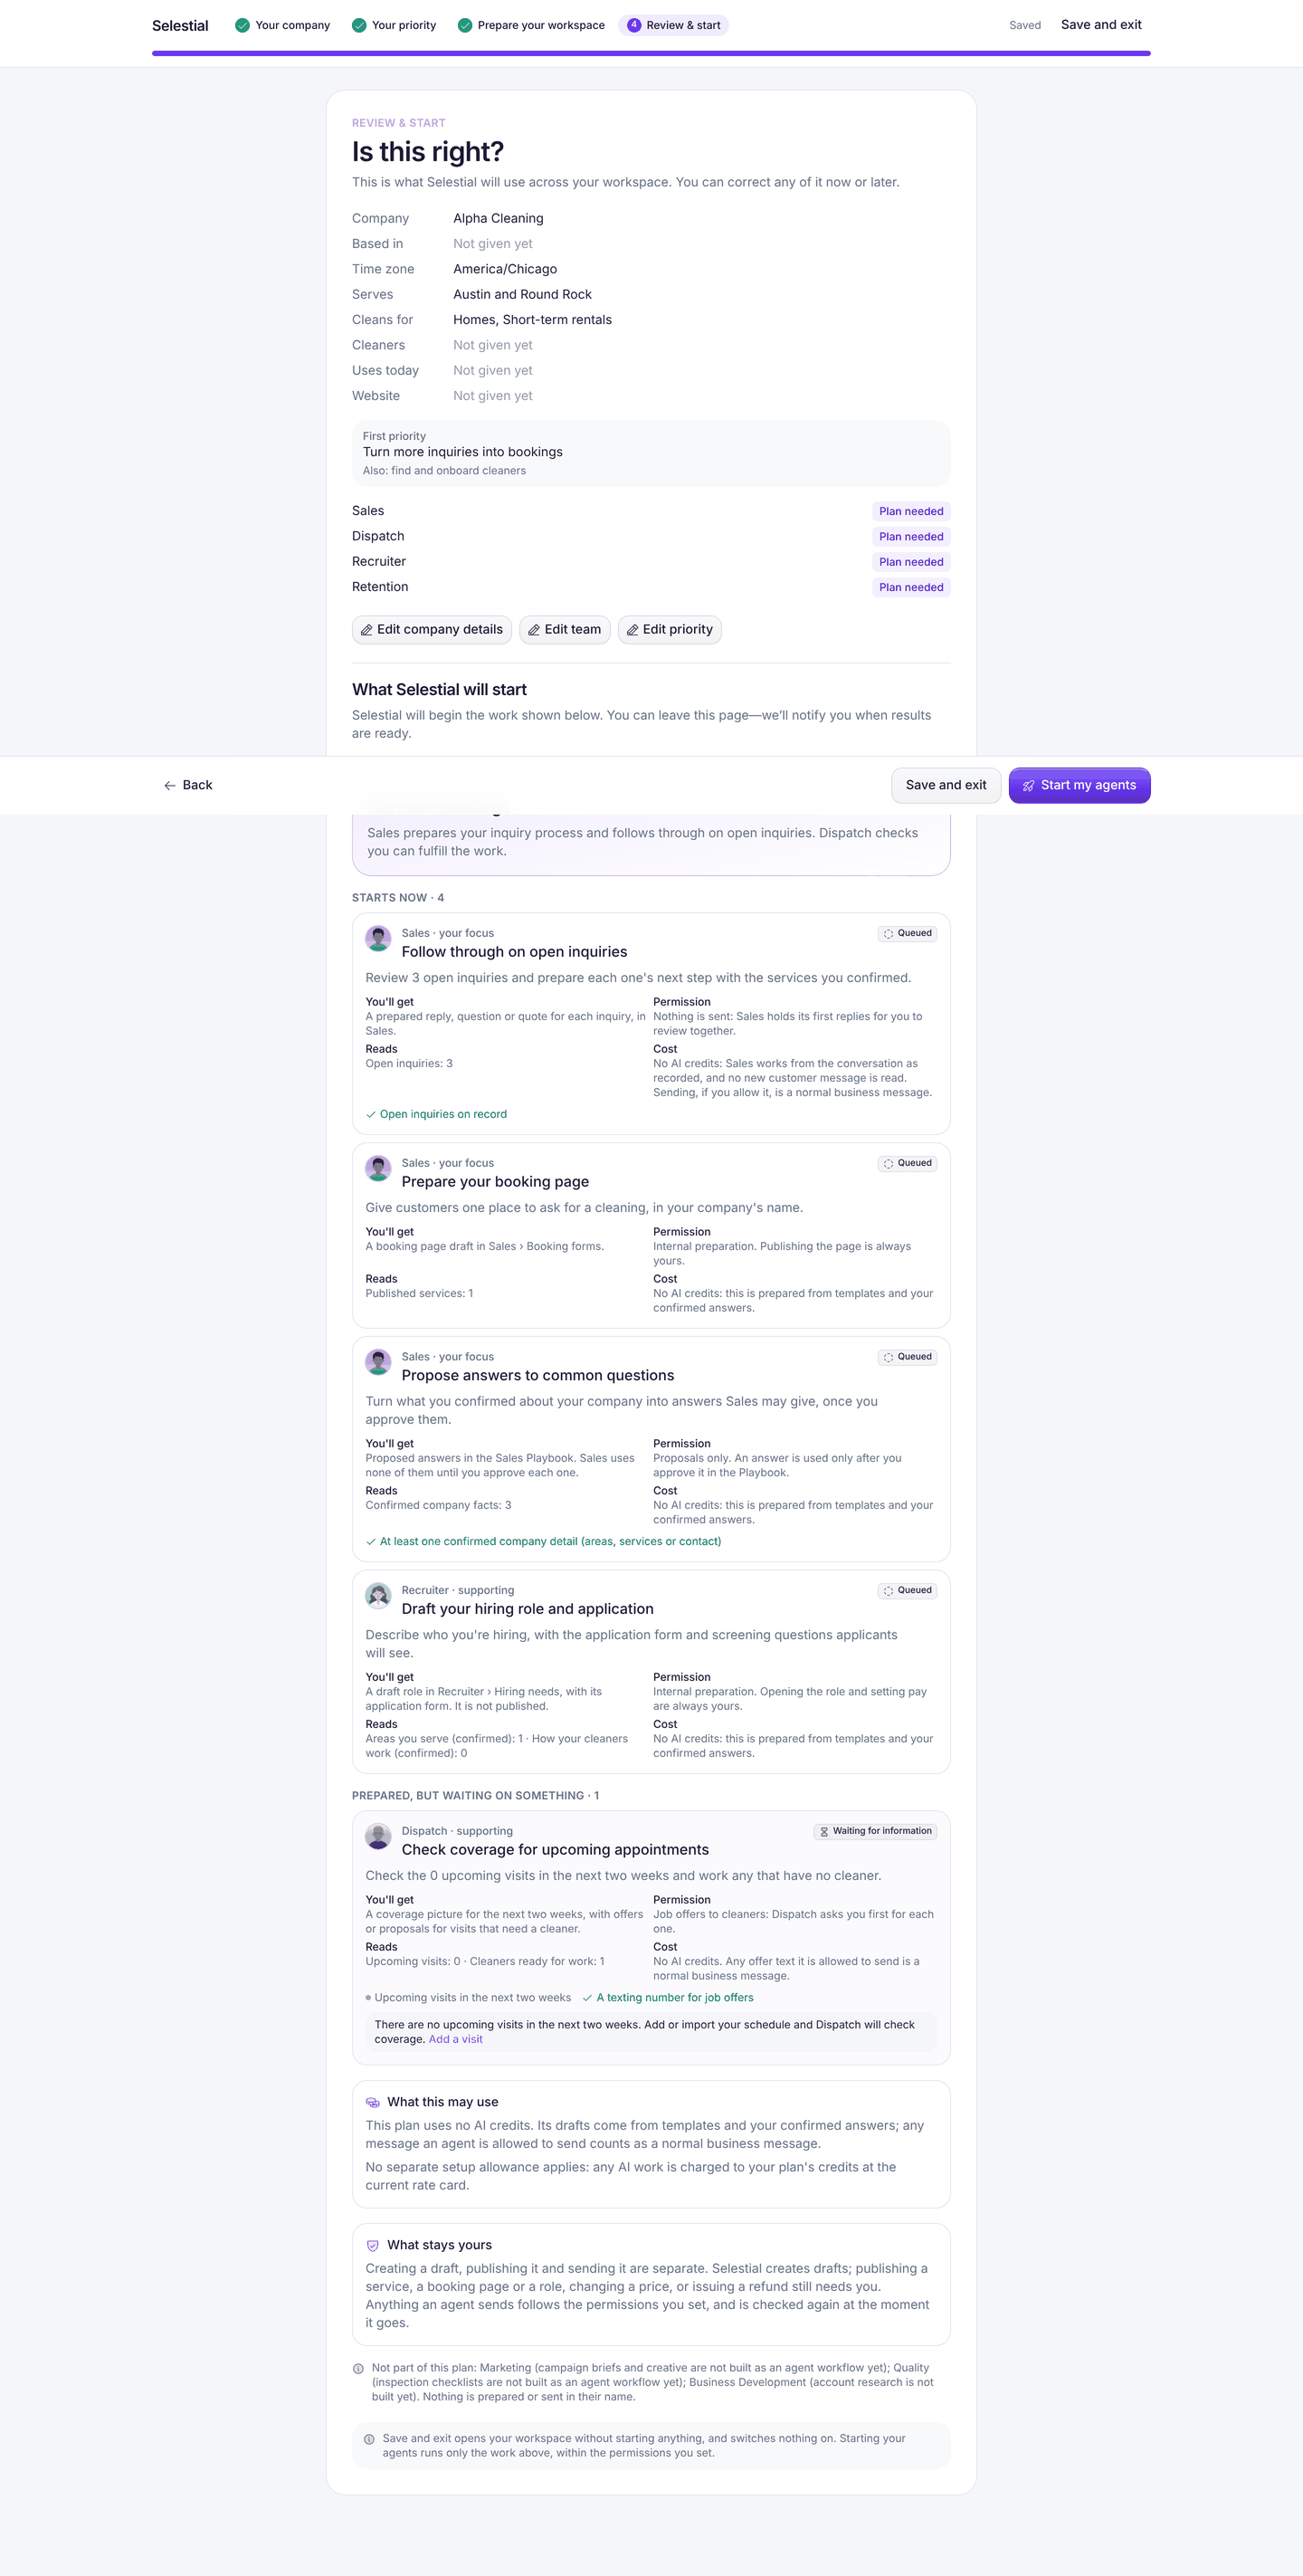 Selestial
Your company
Your priority
Prepare your workspace
4 Review & start
Saved
Save and exit
REVIEW & START
Is this right?
This is what Selestial will use across your workspace. You can correct any of it now or later.
Company Alpha Cleaning
Based in Not given yet
Time zone America/Chicago
Serves Austin and Round Rock
Cleans for Homes, Short-term rentals
Cleaners Not given yet
Uses today Not given yet
Website Not given yet
First priority
Turn more inquiries into bookings
Also: find and onboard cleaners
Sales Plan needed
Dispatch Plan needed
Recruiter Plan needed
Retention Plan needed
Edit company details
Edit team
Edit priority
What Selestial will start
Selestial will begin the work shown below. You can leave this page—we'll notify you when results
are ready.
Back
Save and exit
Start my agents
Sales prepares your inquiry process and follows through on open inquiries. Dispatch checks
you can fulfill the work.
STARTS NOW · 4
Sales · your focus
Queued
Follow through on open inquiries
Review 3 open inquiries and prepare each one's next step with the services you confirmed.
You'll get
A prepared reply, question or quote for each inquiry, in
Sales.
Permission
Nothing is sent: Sales holds its first replies for you to
review together.
Reads
Open inquiries: 3
Cost
No AI credits: Sales works from the conversation as
recorded, and no new customer message is read.
Sending, if you allow it, is a normal business message.
Open inquiries on record
Sales · your focus
Queued
Prepare your booking page
Give customers one place to ask for a cleaning, in your company's name.
You'll get
A booking page draft in Sales › Booking forms.
Permission
Internal preparation. Publishing the page is always
yours.
Reads
Published services: 1
Cost
No AI credits: this is prepared from templates and your
confirmed answers.
Sales · your focus
Queued
Propose answers to common questions
Turn what you confirmed about your company into answers Sales may give, once you
approve them.
You'll get
Proposed answers in the Sales Playbook. Sales uses
none of them until you approve each one.
Permission
Proposals only. An answer is used only after you
approve it in the Playbook.
Reads
Confirmed company facts: 3
Cost
No AI credits: this is prepared from templates and your
confirmed answers.
At least one confirmed company detail (areas, services or contact)
Recruiter · supporting
Queued
Draft your hiring role and application
Describe who you're hiring, with the application form and screening questions applicants
will see.
You'll get
A draft role in Recruiter › Hiring needs, with its
application form. It is not published.
Permission
Internal preparation. Opening the role and setting pay
are always yours.
Reads
Areas you serve (confirmed): 1 · How your cleaners
work (confirmed): 0
Cost
No AI credits: this is prepared from templates and your
confirmed answers.
PREPARED, BUT WAITING ON SOMETHING · 1
Dispatch · supporting
Waiting for information
Check coverage for upcoming appointments
Check the 0 upcoming visits in the next two weeks and work any that have no cleaner.
You'll get
A coverage picture for the next two weeks, with offers
or proposals for visits that need a cleaner.
Permission
Job offers to cleaners: Dispatch asks you first for each
one.
Reads
Upcoming visits: 0 · Cleaners ready for work: 1
Cost
No AI credits. Any offer text it is allowed to send is a
normal business message.
Upcoming visits in the next two weeks
A texting number for job offers
There are no upcoming visits in the next two weeks. Add or import your schedule and Dispatch will check
coverage. Add a visit
What this may use
This plan uses no AI credits. Its drafts come from templates and your confirmed answers; any
message an agent is allowed to send counts as a normal business message.
No separate setup allowance applies: any AI work is charged to your plan's credits at the
current rate card.
What stays yours
Creating a draft, publishing it and sending it are separate. Selestial creates drafts; publishing a
service, a booking page or a role, changing a price, or issuing a refund still needs you.
Anything an agent sends follows the permissions you set, and is checked again at the moment
it goes.
Not part of this plan: Marketing (campaign briefs and creative are not built as an agent workflow yet); Quality
(inspection checklists are not built as an agent workflow yet); Business Development (account research is not
built yet). Nothing is prepared or sent in their name.
Save and exit opens your workspace without starting anything, and switches nothing on. Starting your
agents runs only the work above, within the permissions you set.